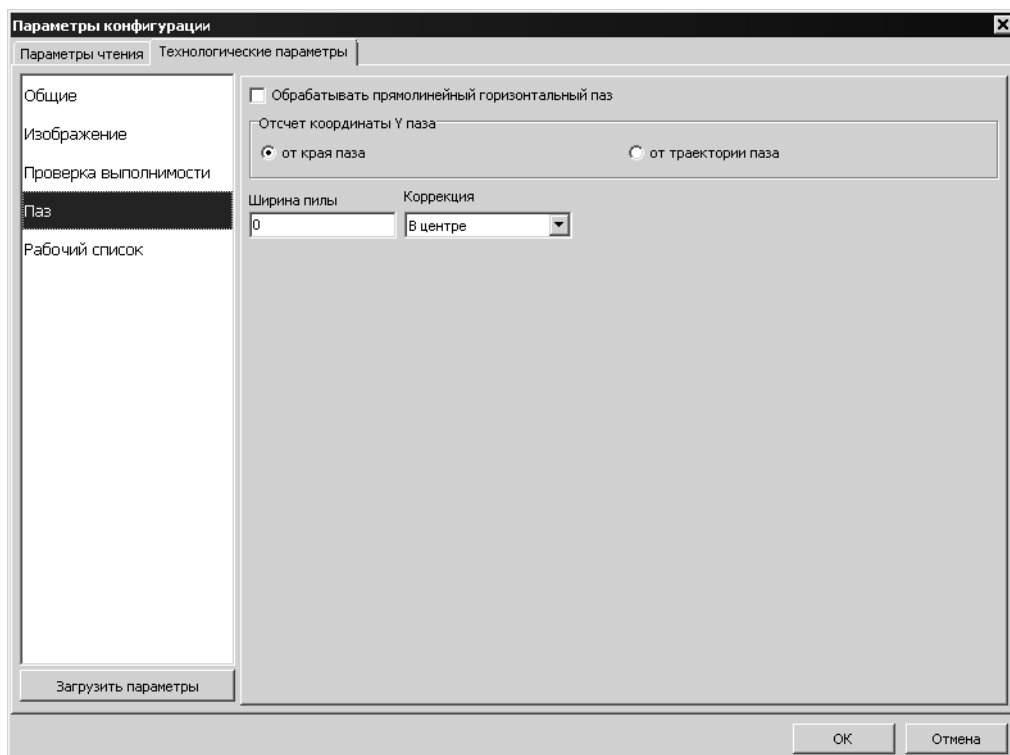 Параметры конфигурации
Параметры чтения Технологические параметры
Общие
Изображение
Проверка выполнимости
Паз
Рабочий список
Обрабатывать прямолинейный горизонтальный паз
Отсчет координаты Y паза
от края паза от траектории паза
Ширина пилы Коррекция
0 В центре
Загрузить параметры
ОК Отмена